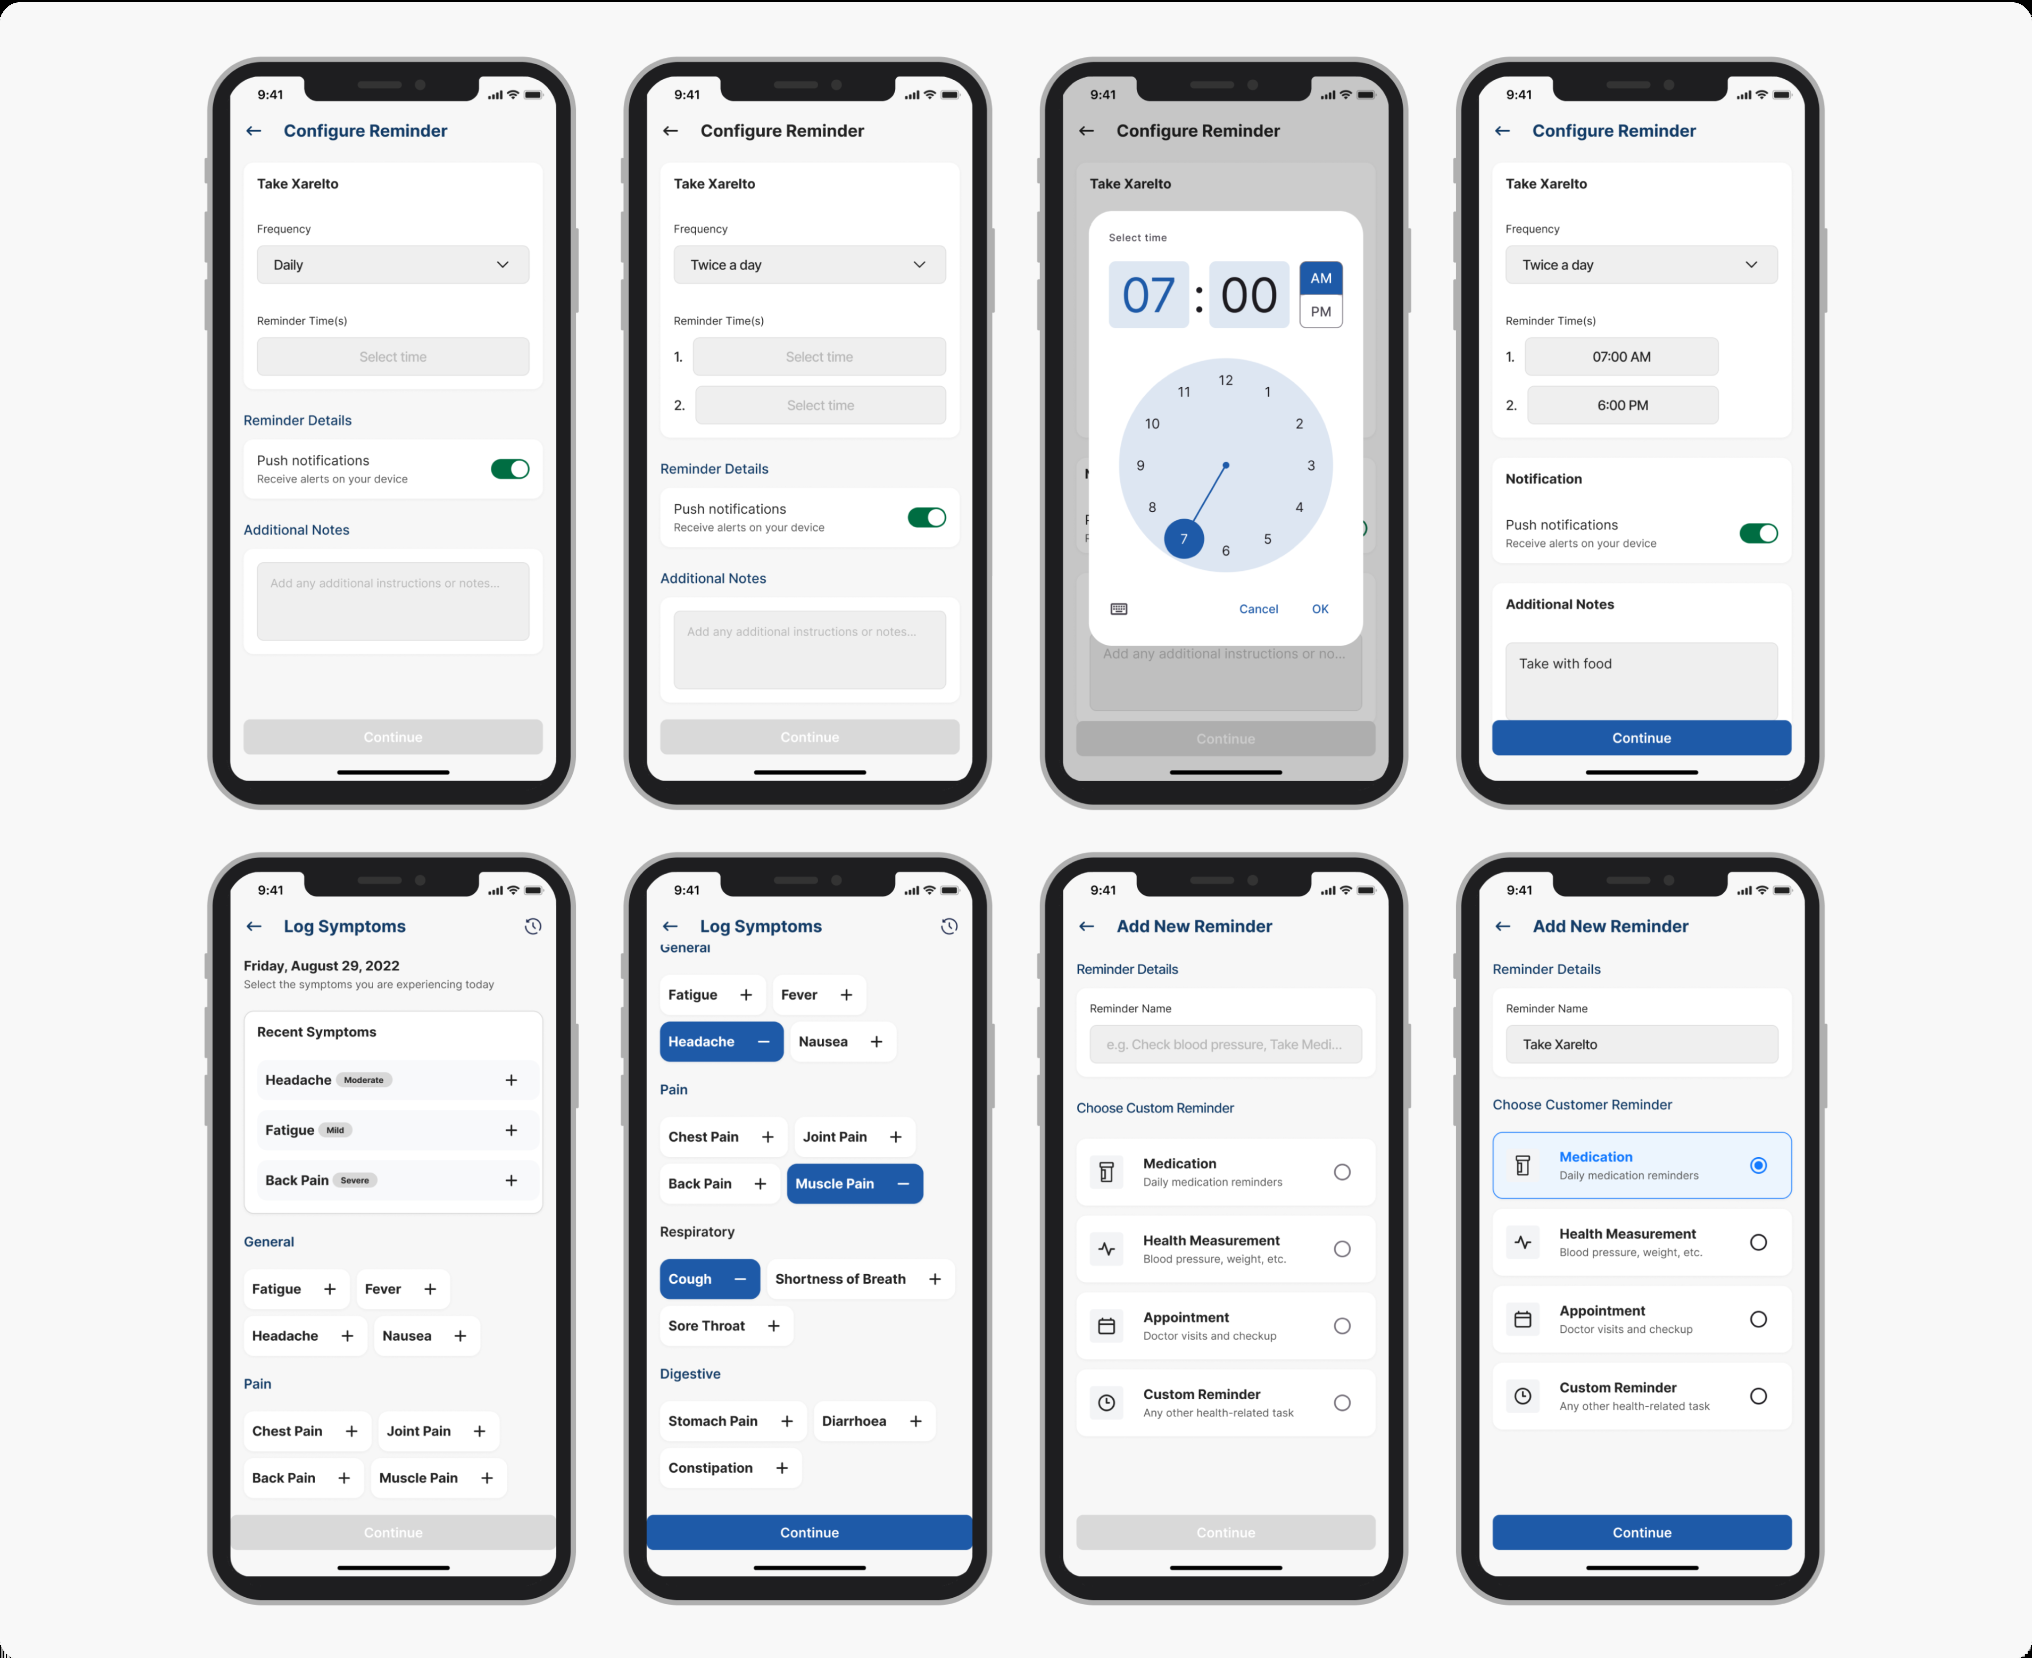 9:41
Configure Reminder
Take Xarelto
Frequency
Daily
Reminder Time(s)
Select time
Reminder Details
Push notifications
Receive alerts on your device
Additional Notes
Add any additional instructions or notes...
Continue
9:41
Configure Reminder
Take Xarelto
Frequency
Twice a day
Reminder Time(s)
1. Select time
2. Select time
Reminder Details
Push notifications
Receive alerts on your device
Additional Notes
Add any additional instructions or notes...
Continue
9:41
Configure Reminder
Take Xarelto
Select time
07 : 00
AM
PM
12
11 1
10 2
9 3
8 4
7 5
6
Cancel OK
Add any additional instructions or no...
Continue
9:41
Configure Reminder
Take Xarelto
Frequency
Twice a day
Reminder Time(s)
1. 07:00 AM
2. 6:00 PM
Notification
Push notifications
Receive alerts on your device
Additional Notes
Take with food
Continue
9:41
Log Symptoms
Friday, August 29, 2022
Select the symptoms you are experiencing today
Recent Symptoms
Headache Moderate +
Fatigue Mild +
Back Pain Severe +
General
Fatigue + Fever +
Headache + Nausea +
Pain
Chest Pain + Joint Pain +
Back Pain + Muscle Pain +
Continue
9:41
Log Symptoms
General
Fatigue + Fever +
Headache − Nausea +
Pain
Chest Pain + Joint Pain +
Back Pain + Muscle Pain −
Respiratory
Cough − Shortness of Breath +
Sore Throat +
Digestive
Stomach Pain + Diarrhoea +
Constipation +
Continue
9:41
Add New Reminder
Reminder Details
Reminder Name
e.g. Check blood pressure, Take Medi...
Choose Custom Reminder
Medication
Daily medication reminders
Health Measurement
Blood pressure, weight, etc.
Appointment
Doctor visits and checkup
Custom Reminder
Any other health-related task
Continue
9:41
Add New Reminder
Reminder Details
Reminder Name
Take Xarelto
Choose Customer Reminder
Medication
Daily medication reminders
Health Measurement
Blood pressure, weight, etc.
Appointment
Doctor visits and checkup
Custom Reminder
Any other health-related task
Continue